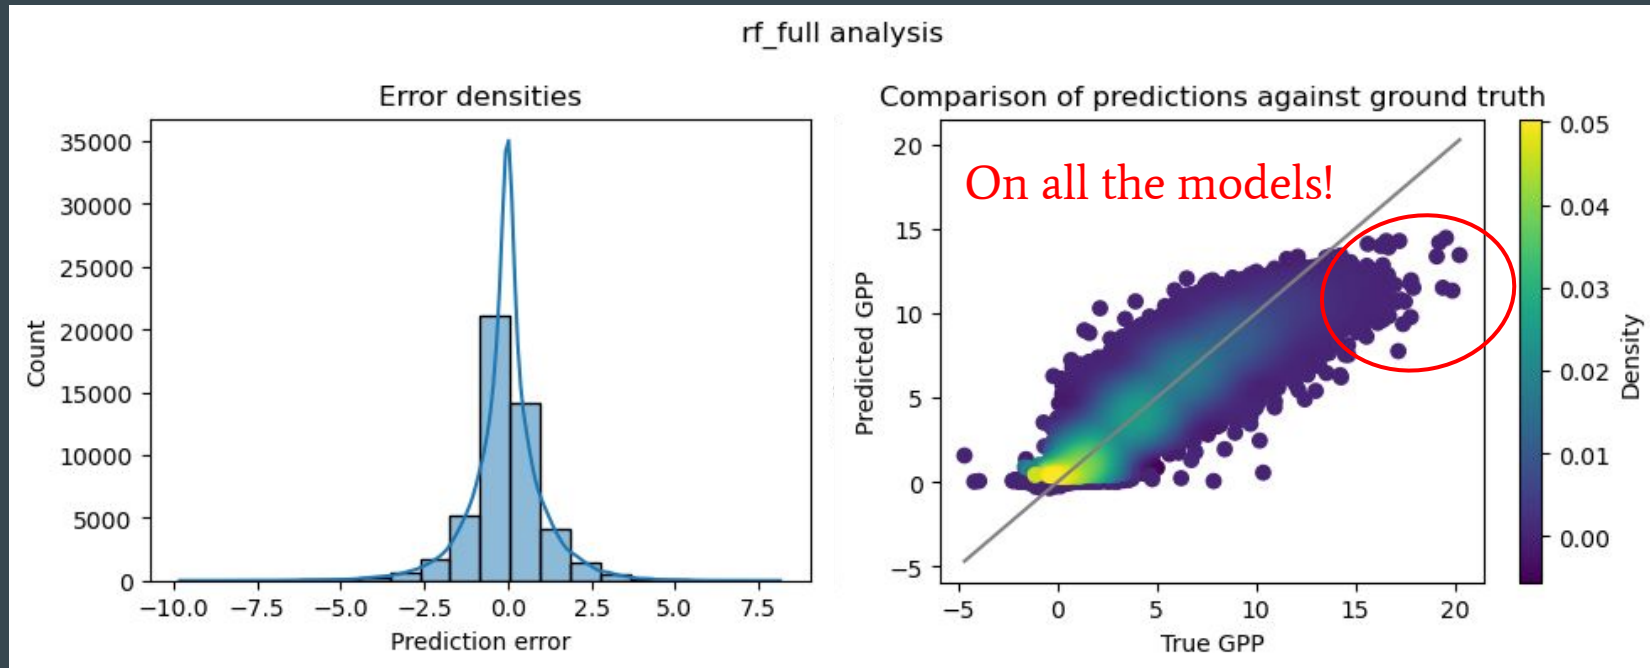 rf_full analysis
Error densities
35000
30000
25000
20000
15000
10000
5000
0
Count
−10.0 −7.5 −5.0 −2.5 0.0 2.5 5.0 7.5
Prediction error
Comparison of predictions against ground truth
On all the models!
20
15
10
5
0
−5
Predicted GPP
−5 0 5 10 15 20
True GPP
0.05
0.04
0.03
0.02
0.01
0.00
Density